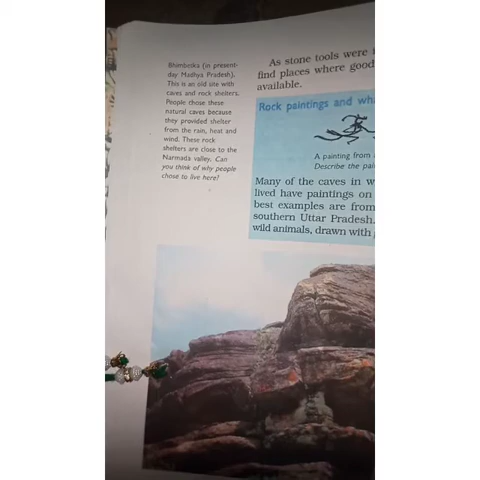 Bhimbetka (in present-
day Madhya Pradesh).
This is an old site with
caves and rock shelters.
People chose these
natural caves because
they provided shelter
from the rain, heat and
wind. These rock
shelters are close to the
Narmada valley. Can
you think of why people
chose to live here?
As stone tools were
find places where good
available.
Rock paintings and
A painting from
Describe the
Many of the caves in
lived have paintings on
best examples are from
southern Uttar Pradesh.
wild animals, drawn with